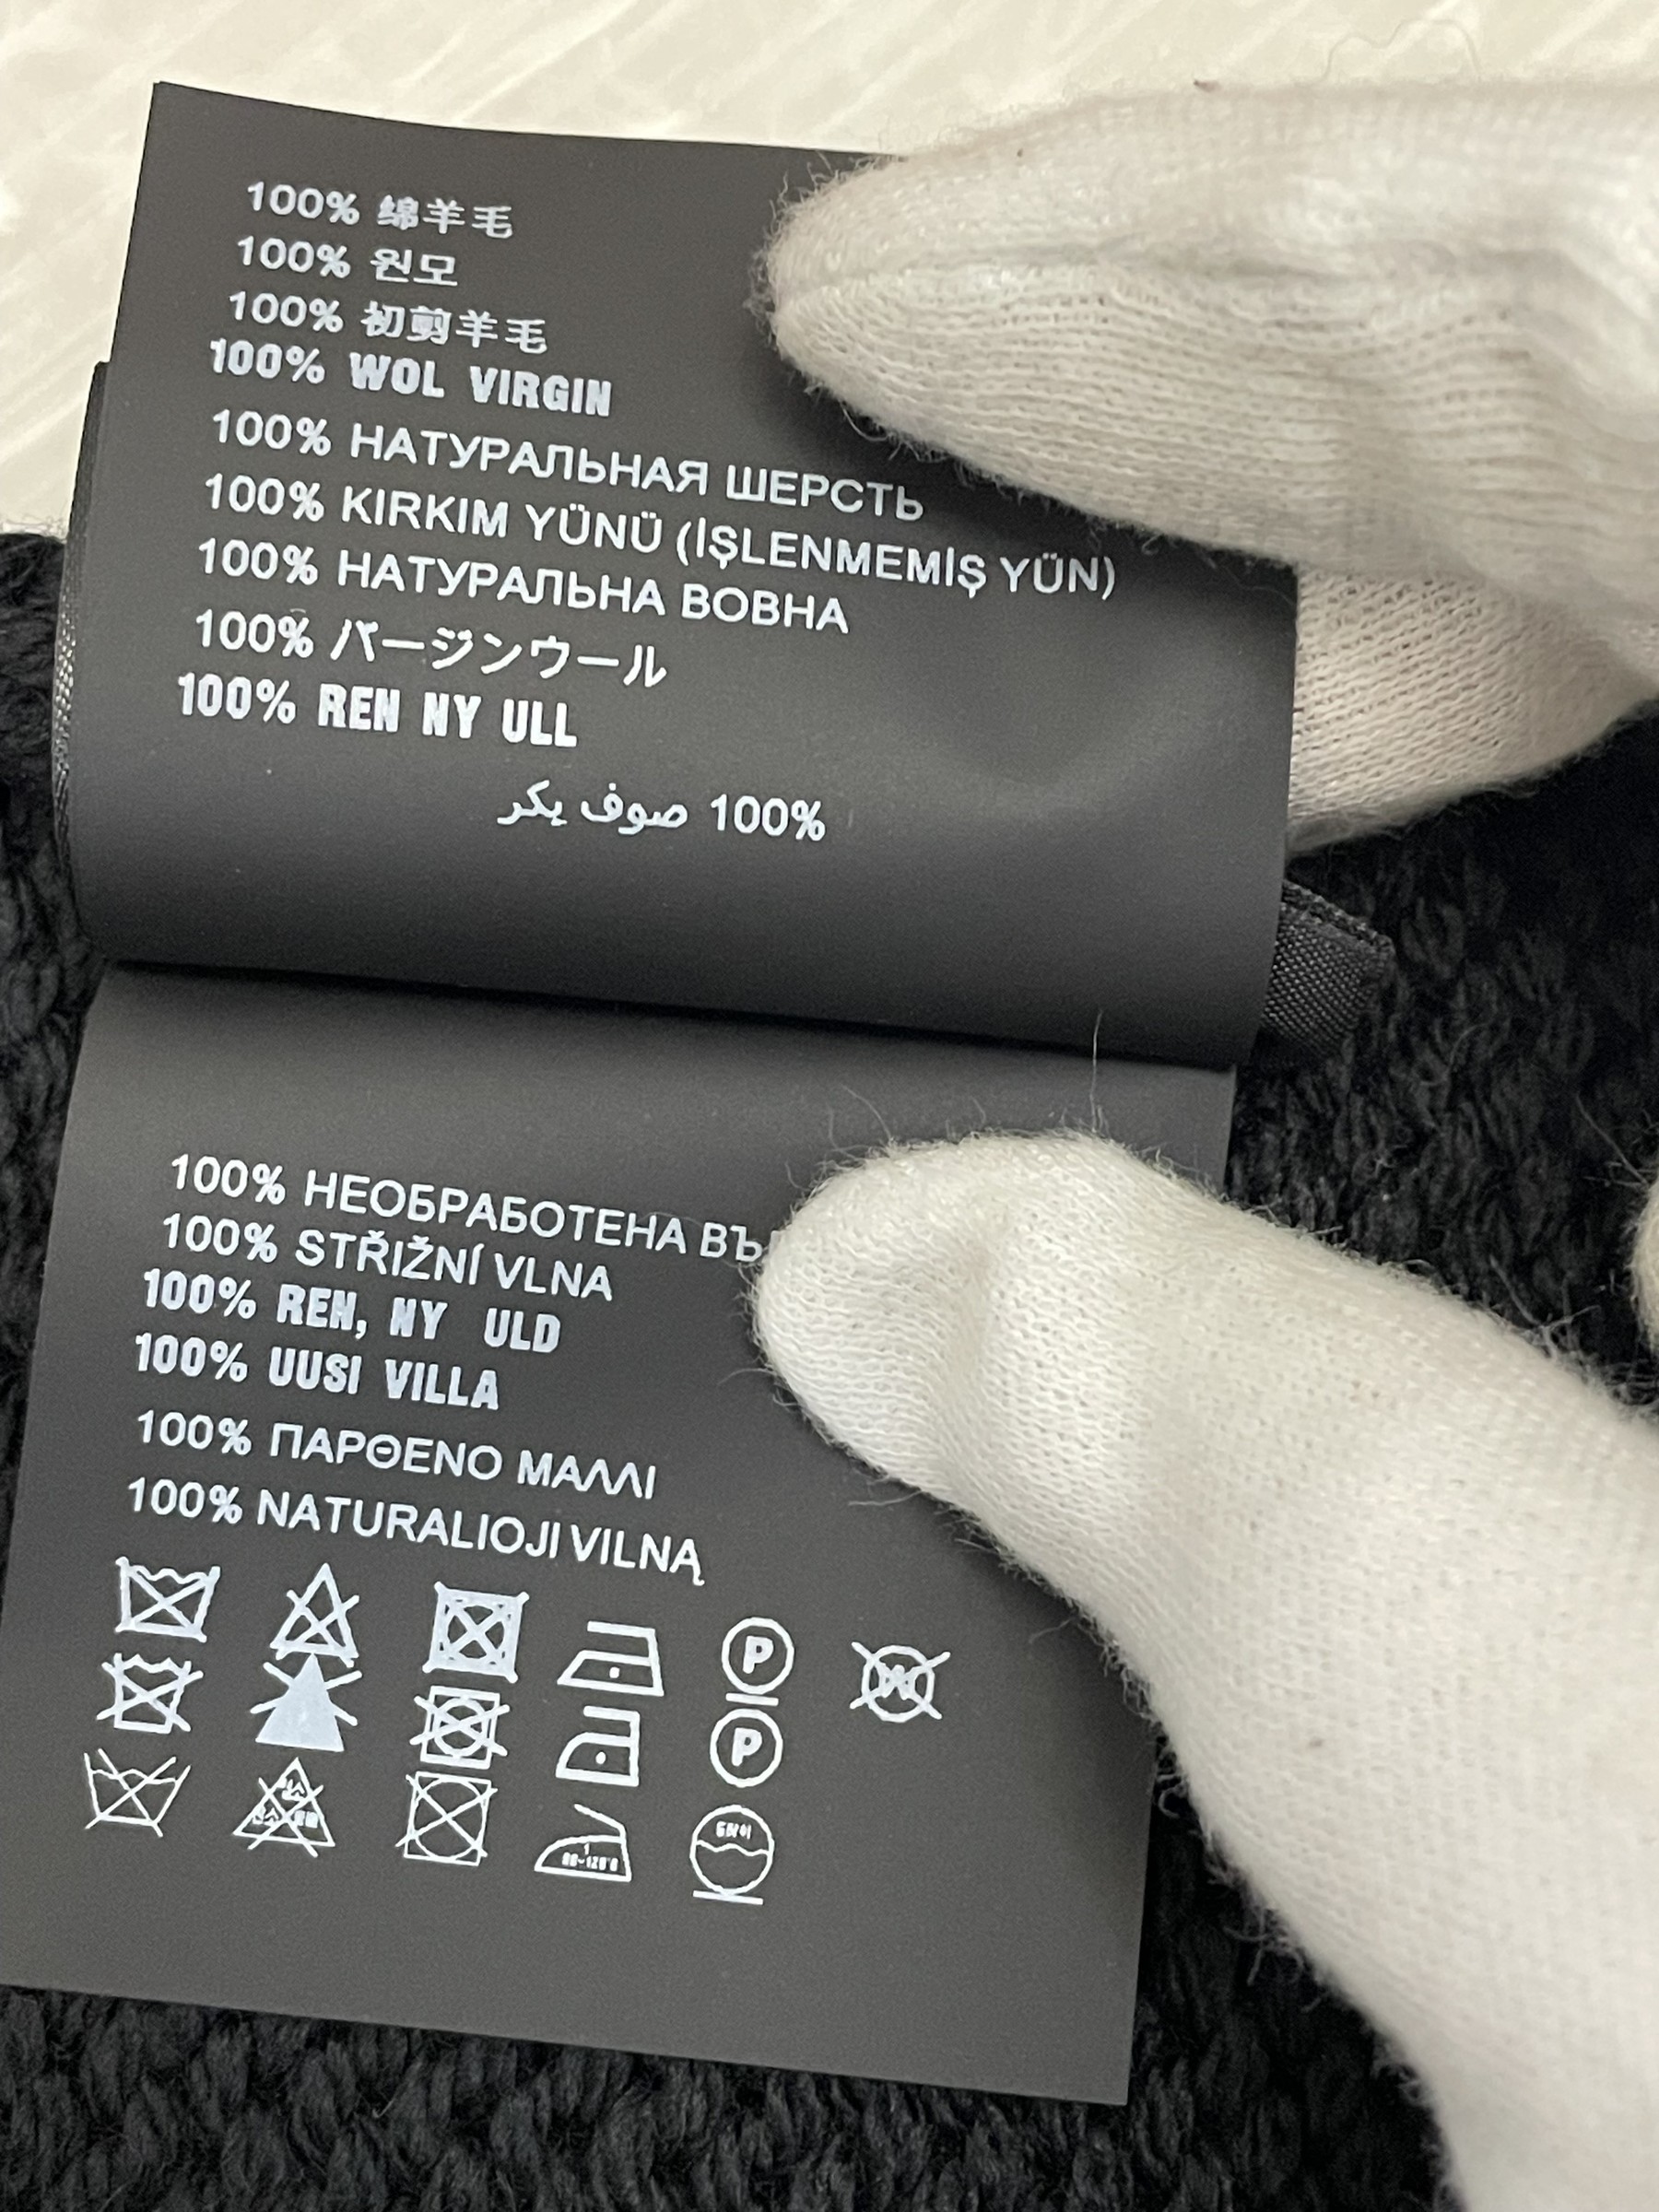 100% 绵羊毛
100% 원모
100% 初剪羊毛
100% WOL VIRGIN
100% НАТУРАЛЬНАЯ ШЕРСТЬ
100% KIRKIM YÜNÜ (İŞLENMEMİŞ YÜN)
100% НАТУРАЛЬНА ВОВНА
100% バージンウール
100% REN NY ULL
100% صوف بكر
100% НЕОБРАБОТЕНА
100% STŘIŽNÍ VLNA
100% REN, NY ULD
100% UUSI VILLA
100% ΠΑΡΘΕΝΟ ΜΑΛΛΙ
100% NATURALIOJI VILNĄ
P
W
P
드라이